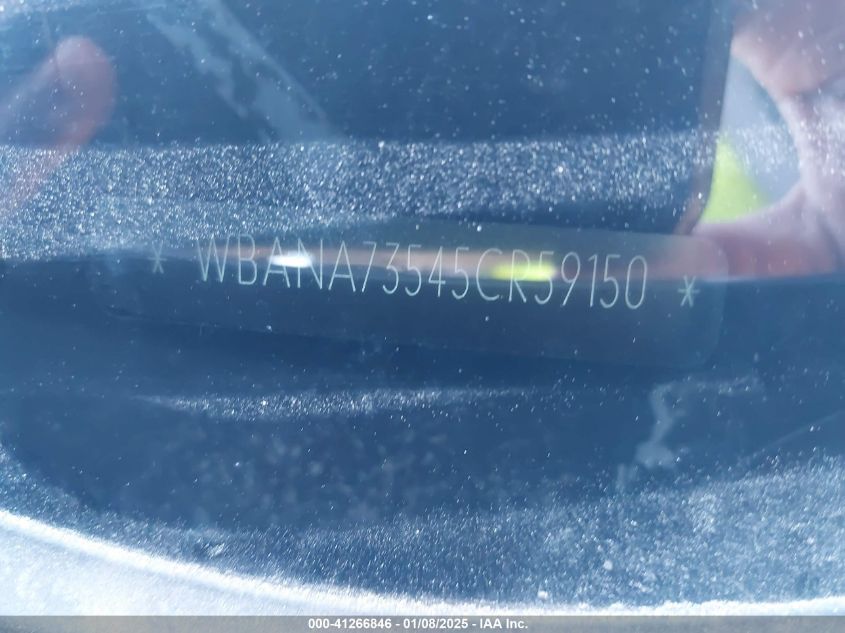 * WBANA73545CR59150 *
000-41266846 - 01/08/2025 - IAA Inc.